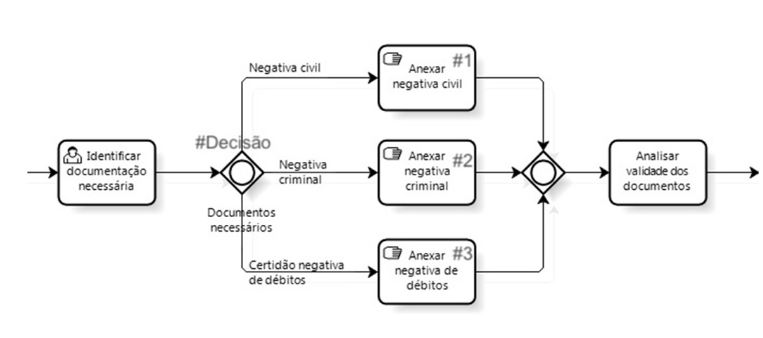 Identificar
documentação
necessária
#Decisão
Documentos
necessários
Negativa civil
Anexar #1
negativa civil
Negativa
criminal
Anexar #2
negativa
criminal
Certidão negativa
de débitos
Anexar #3
negativa de
débitos
Analisar
validade dos
documentos